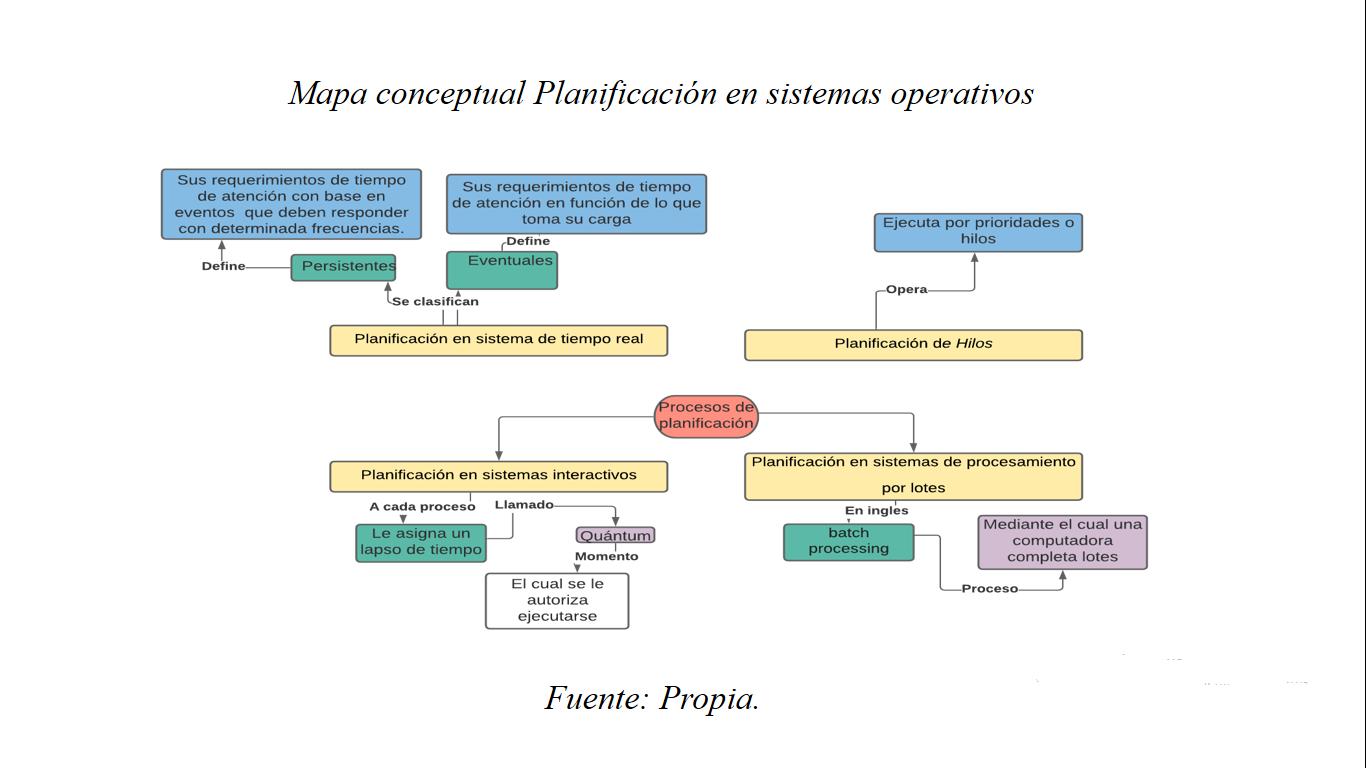 Mapa conceptual Planificación en sistemas operativos
Sus requerimientos de tiempo
de atención con base en
eventos que deben responder
con determinada frecuencias.
Sus requerimientos de tiempo
de atención en función de lo que
toma su carga
Ejecuta por prioridades o
hilos
Define
Define
Persistentes
Eventuales
Se clasifican
Opera
Planificación en sistema de tiempo real
Planificación de Hilos
Procesos de
planificación
Planificación en sistemas interactivos
Planificación en sistemas de procesamiento
por lotes
A cada proceso
Llamado
Le asigna un
lapso de tiempo
Quántum
Momento
El cual se le
autoriza
ejecutarse
En ingles
batch
processing
Mediante el cual una
computadora
completa lotes
Proceso
Fuente: Propia.